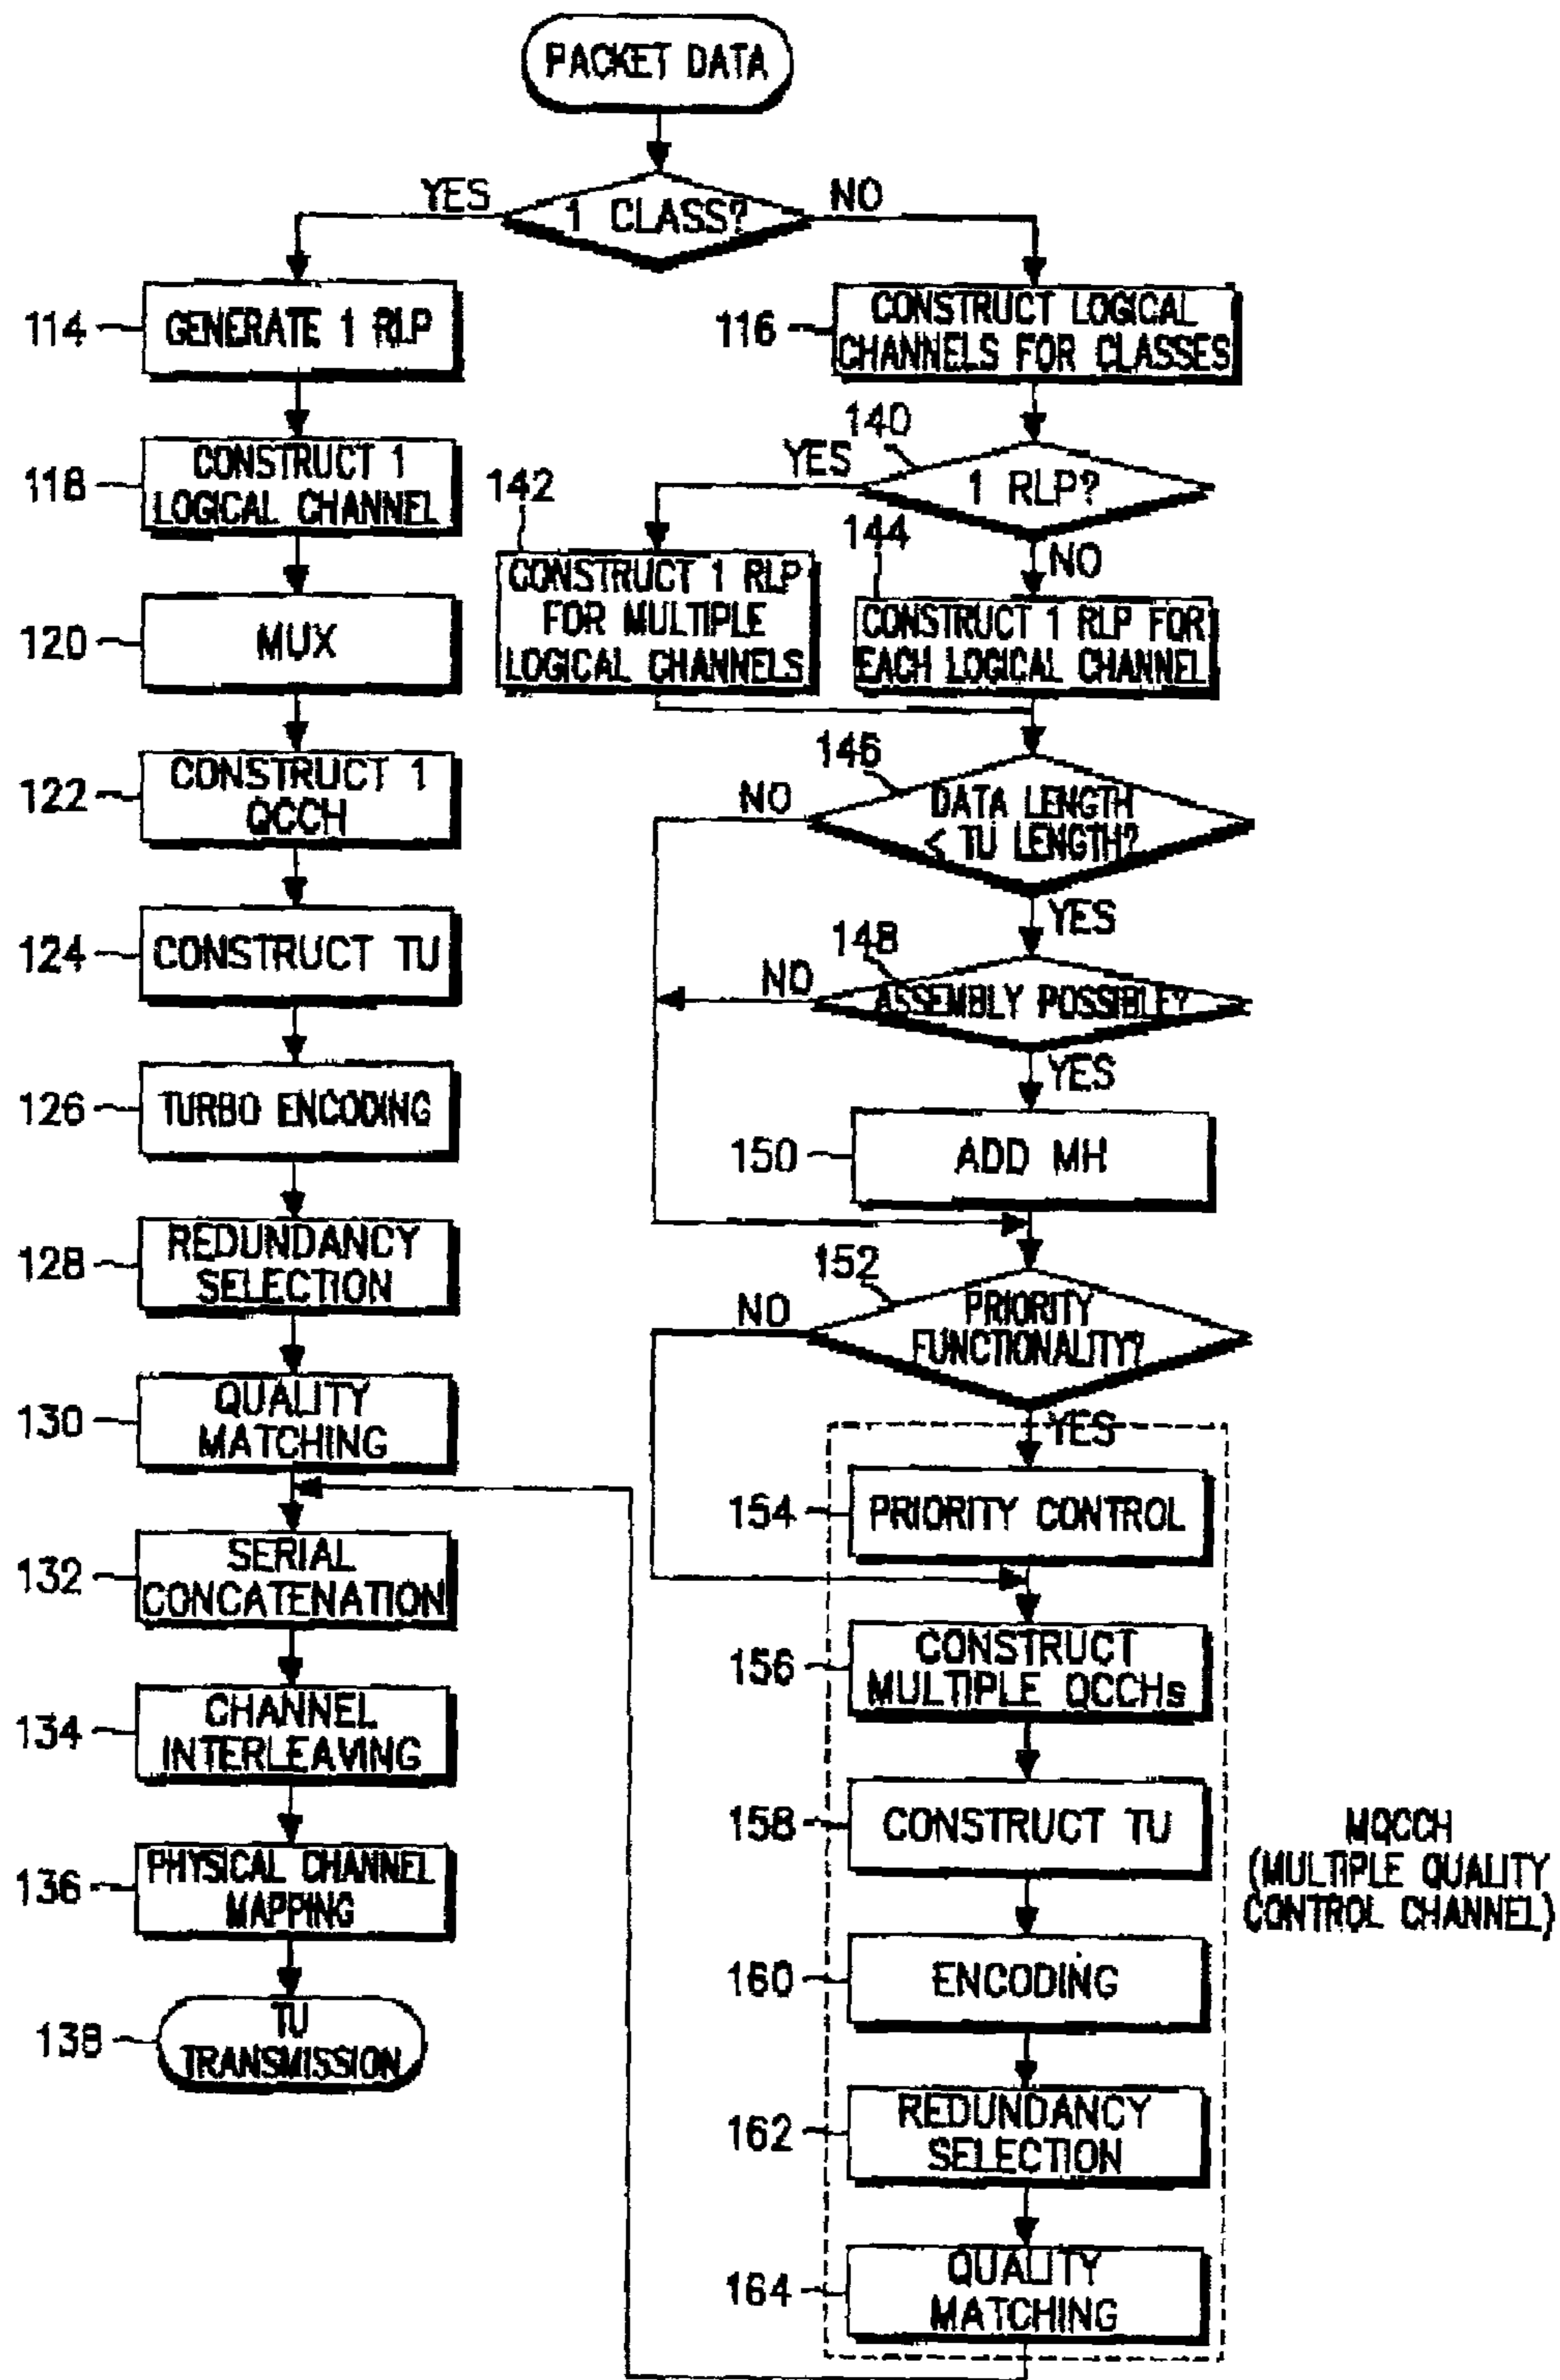 PACKET DATA
1 CLASS?
YES
NO
114
GENERATE 1 RLP
118
CONSTRUCT 1
LOGICAL CHANNEL
120
MUX
122
CONSTRUCT 1
QCCH
124
CONSTRUCT TU
126
TURBO ENCODING
128
REDUNDANCY
SELECTION
130
QUALITY
MATCHING
132
SERIAL
CONCATENATION
134
CHANNEL
INTERLEAVING
136
PHYSICAL CHANNEL
MAPPING
138
TU
TRANSMISSION
116
CONSTRUCT LOGICAL
CHANNELS FOR CLASSES
140
1 RLP?
YES
NO
142
CONSTRUCT 1 RLP
FOR MULTIPLE
LOGICAL CHANNELS
144
CONSTRUCT 1 RLP FOR
EACH LOGICAL CHANNEL
146
DATA LENGTH
< TU LENGTH?
NO
YES
148
ASSEMBLY POSSIBLE?
NO
YES
150
ADD MH
152
PRIORITY
FUNCTIONALITY?
NO
YES
154
PRIORITY CONTROL
156
CONSTRUCT
MULTIPLE QCCHs
158
CONSTRUCT TU
160
ENCODING
162
REDUNDANCY
SELECTION
164
QUALITY
MATCHING
MQCCH
(MULTIPLE QUALITY
CONTROL CHANNEL)